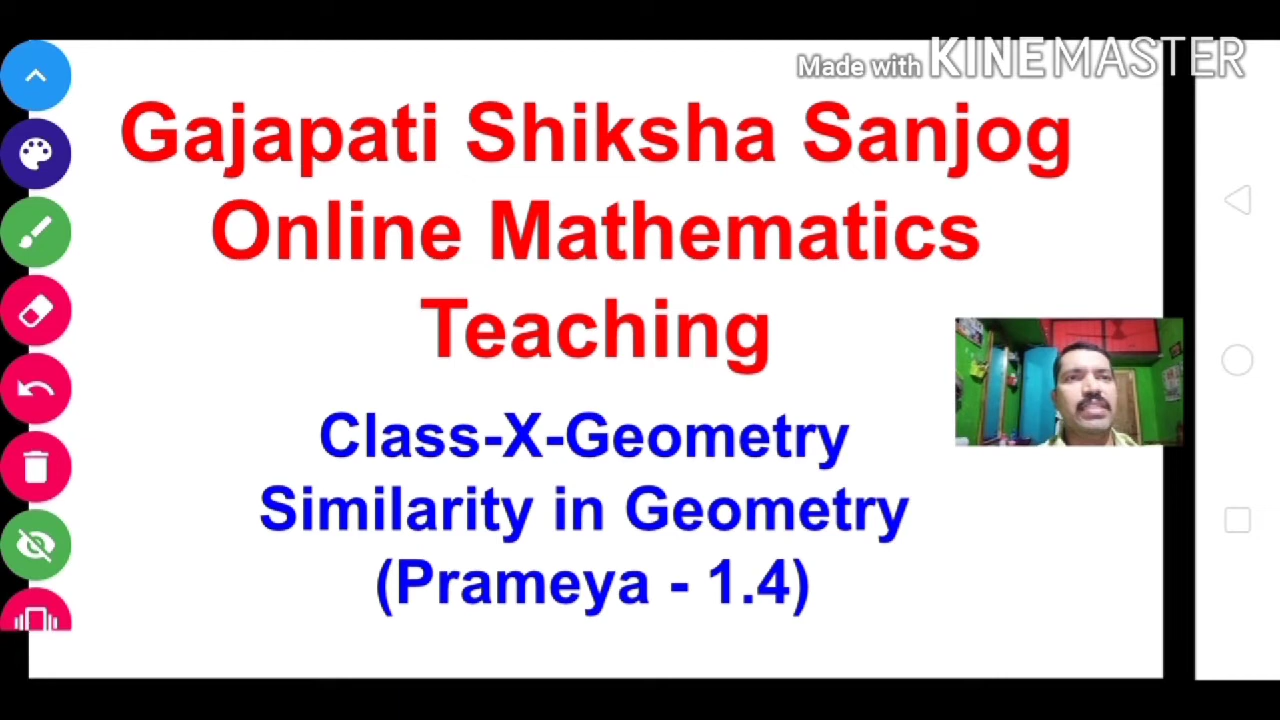 Made with KINEMASTER
Gajapati Shiksha Sanjog
Online Mathematics
Teaching
Class-X-Geometry
Similarity in Geometry
(Prameya - 1.4)